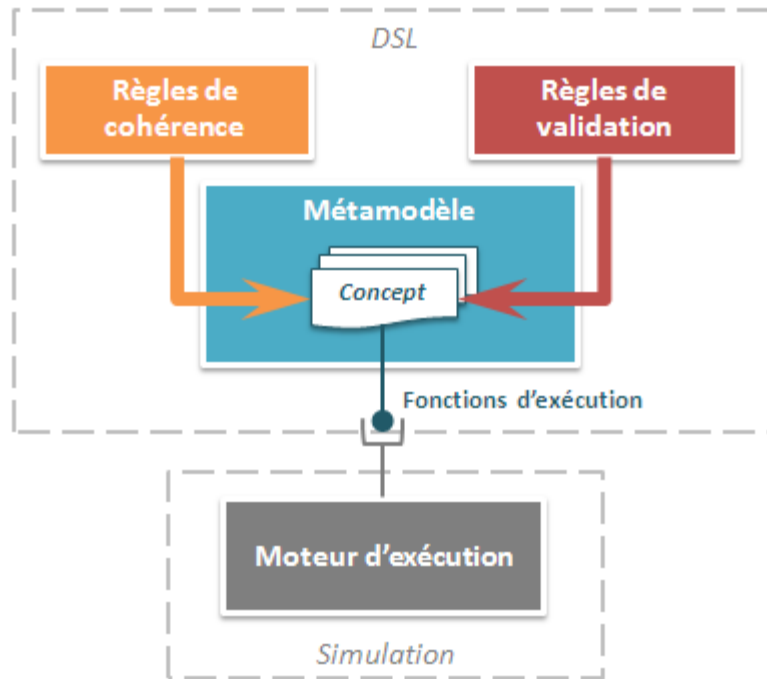 DSL
Règles de
cohérence
Règles de
validation
Métamodèle
Concept
Fonctions d’exécution
Moteur d’exécution
Simulation